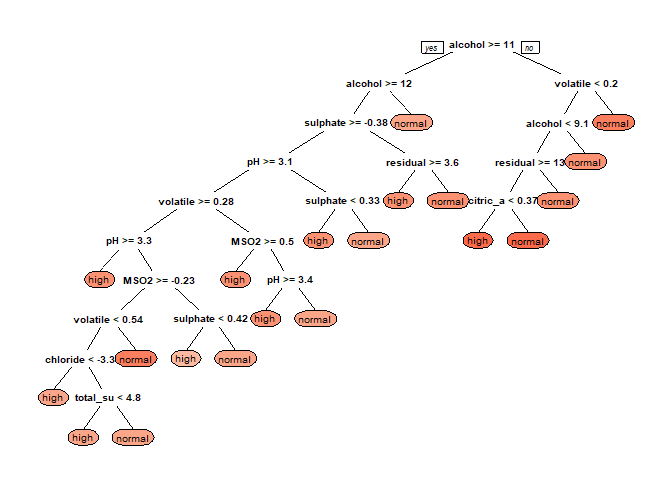 yes alcohol >= 11 no
alcohol >= 12 volatile < 0.2
sulphate >= -0.38 normal alcohol < 9.1 normal
pH >= 3.1 residual >= 3.6 residual >= 13 normal
volatile >= 0.28 sulphate < 0.33 high normal citric_a < 0.37 normal
pH >= 3.3 MSO2 >= 0.5 high normal high normal
high MSO2 >= -0.23 high pH >= 3.4
volatile < 0.54 sulphate < 0.42 high normal
chloride < -3.3 normal high normal
high total_su < 4.8
high normal